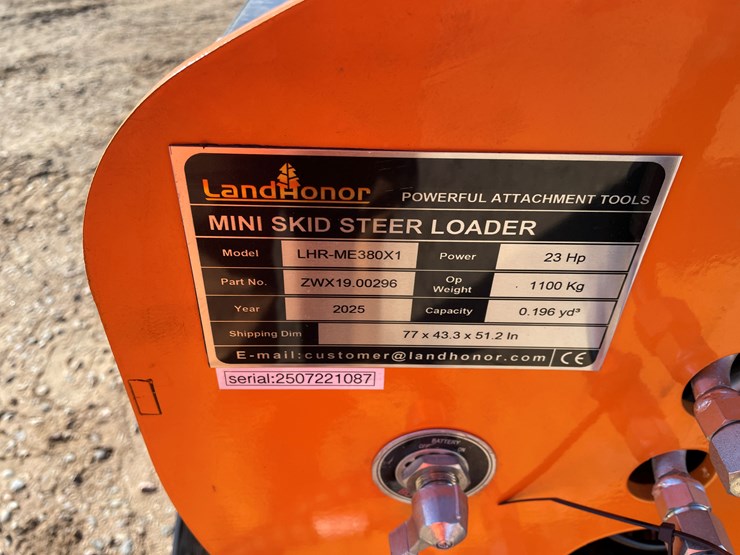 LandHonor POWERFUL ATTACHMENT TOOLS
MINI SKID STEER LOADER
Model LHR-ME380X1 Power 23 Hp
Part No. ZWX19.00296 Op Weight 1100 Kg
Year 2025 Capacity 0.196 yd³
Shipping Dim 77 x 43.3 x 51.2 In
E-mail:customer@landhonor.com CE
serial:2507221087
BATTERY